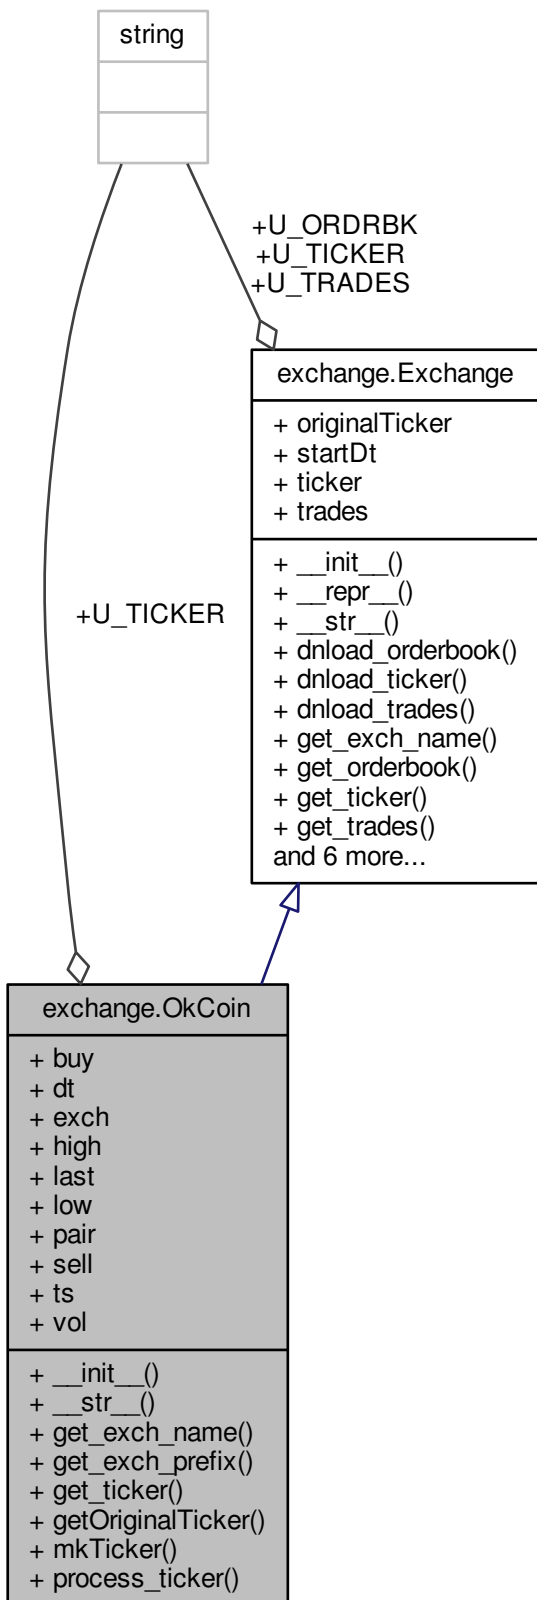 string
+U_ORDRBK
+U_TICKER
+U_TRADES
exchange.Exchange
+ originalTicker
+ startDt
+ ticker
+ trades
+ __init__()
+ __repr__()
+ __str__()
+ dnload_orderbook()
+ dnload_ticker()
+ dnload_trades()
+ get_exch_name()
+ get_orderbook()
+ get_ticker()
+ get_trades()
and 6 more...
+U_TICKER
exchange.OkCoin
+ buy
+ dt
+ exch
+ high
+ last
+ low
+ pair
+ sell
+ ts
+ vol
+ __init__()
+ __str__()
+ get_exch_name()
+ get_exch_prefix()
+ get_ticker()
+ getOriginalTicker()
+ mkTicker()
+ process_ticker()